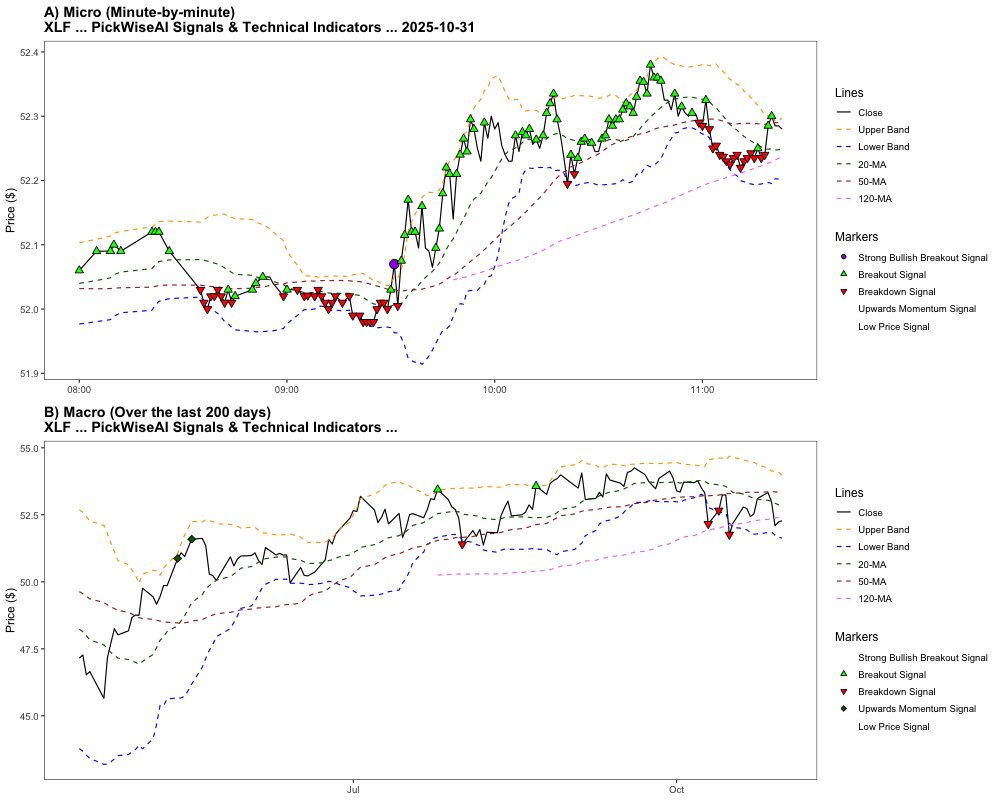 A) Micro (Minute-by-minute)
XLF ... PickWiseAI Signals & Technical Indicators ... 2025-10-31
Price ($)
52.4
52.3
52.2
52.1
52.0
51.9
08:00
09:00
10:00
11:00
Lines
Close
Upper Band
Lower Band
20-MA
50-MA
120-MA
Markers
Strong Bullish Breakout Signal
Breakout Signal
Breakdown Signal
Upwards Momentum Signal
Low Price Signal
B) Macro (Over the last 200 days)
XLF ... PickWiseAI Signals & Technical Indicators ...
Price ($)
55.0
52.5
50.0
47.5
45.0
Jul
Oct
Lines
Close
Upper Band
Lower Band
20-MA
50-MA
120-MA
Markers
Strong Bullish Breakout Signal
Breakout Signal
Breakdown Signal
Upwards Momentum Signal
Low Price Signal